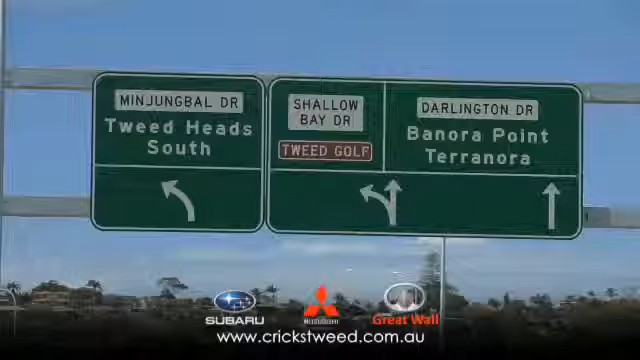 MINJUNGBAL DR
Tweed Heads
South
SHALLOW
BAY DR
TWEED GOLF
DARLINGTON DR
Banora Point
Terranora
SUBARU
MITSUBISHI
Great Wall
www.crickstweed.com.au